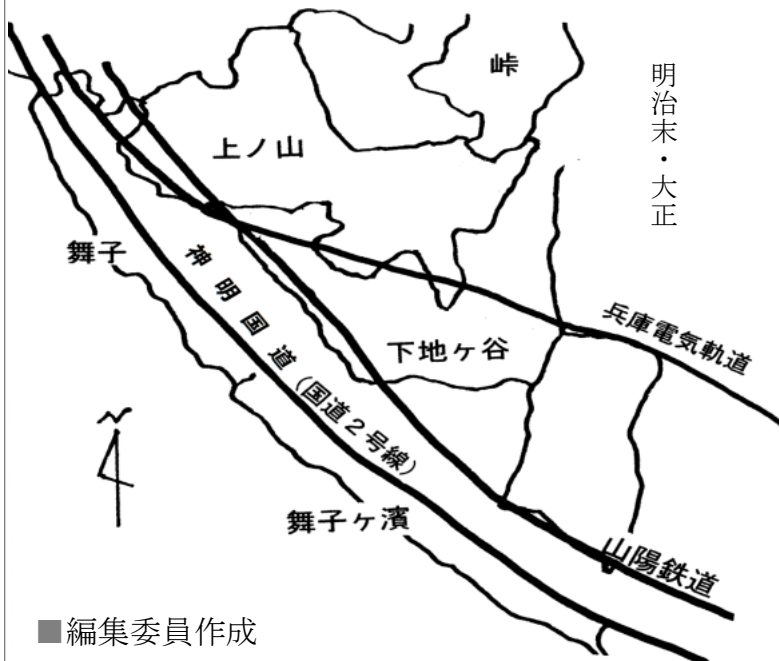 明治末・大正
峠
上ノ山
舞子
神明国道(国道2号線)
下地ヶ谷
兵庫電気軌道
N
舞子ヶ濱
山陽鉄道
■編集委員作成